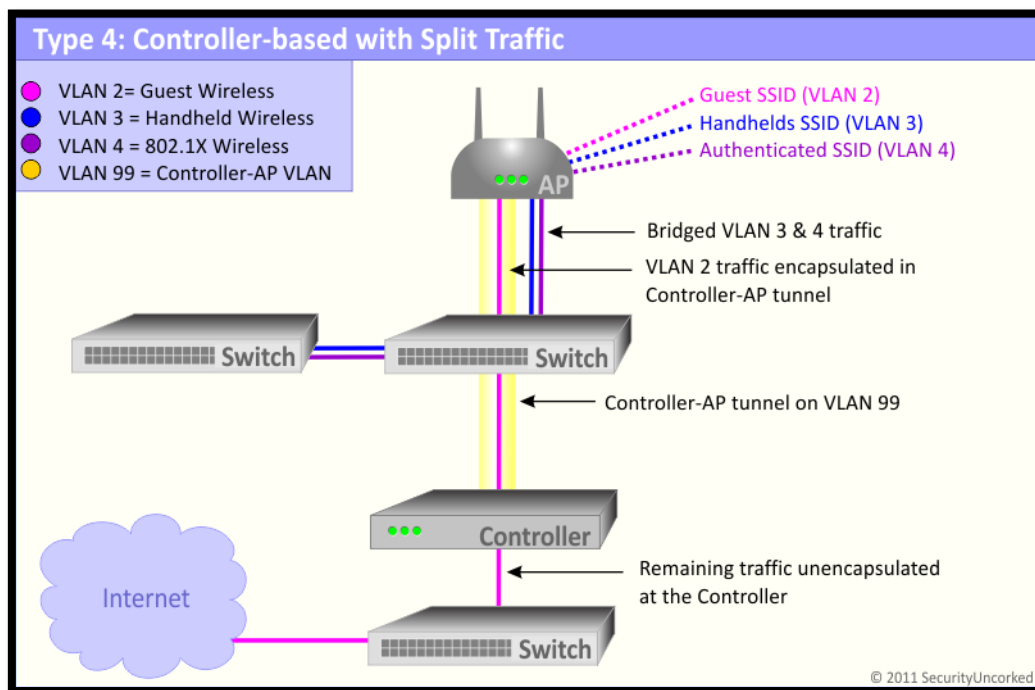 Type 4: Controller-based with Split Traffic
VLAN 2= Guest Wireless
VLAN 3 = Handheld Wireless
VLAN 4 = 802.1X Wireless
VLAN 99 = Controller-AP VLAN
Guest SSID (VLAN 2)
Handhelds SSID (VLAN 3)
Authenticated SSID (VLAN 4)
AP
Bridged VLAN 3 & 4 traffic
VLAN 2 traffic encapsulated in
Controller-AP tunnel
Switch
Switch
Controller-AP tunnel on VLAN 99
Controller
Remaining traffic unencapsulated
at the Controller
Internet
Switch
© 2011 SecurityUncorked